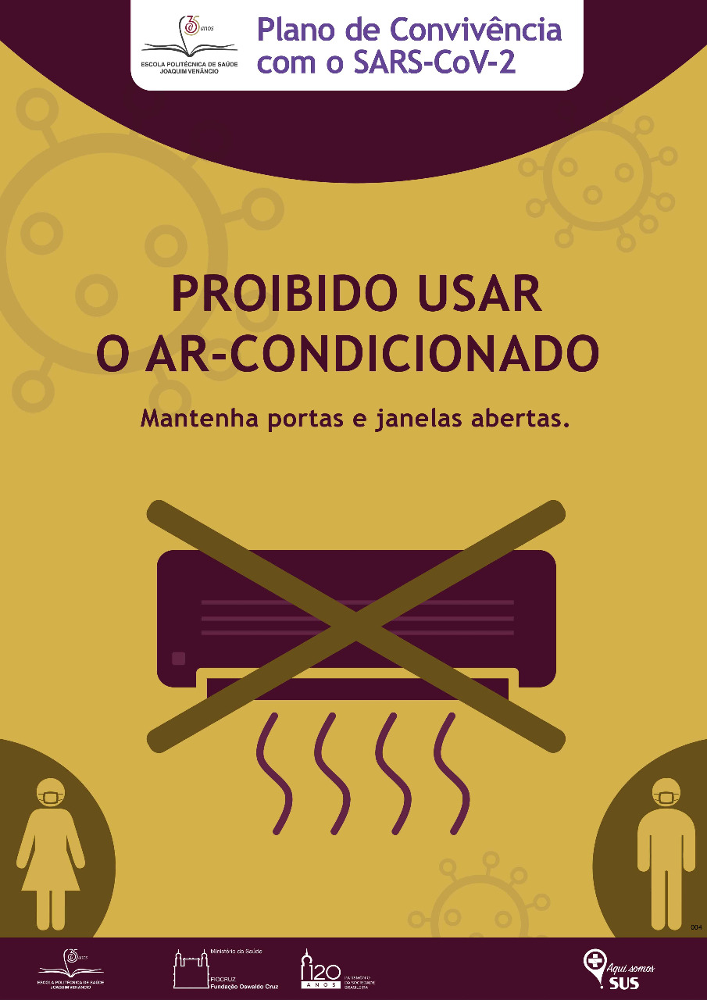 35 anos
ESCOLA POLITÉCNICA DE SAÚDE
JOAQUIM VENÂNCIO
Plano de Convivência
com o SARS-CoV-2
PROIBIDO USAR
O AR-CONDICIONADO
Mantenha portas e janelas abertas.
004
35 anos
ESCOLA POLITÉCNICA DE SAÚDE
JOAQUIM VENÂNCIO
Ministério da Saúde
FIOCRUZ
Fundação Oswaldo Cruz
120
ANOS
PATRIMÔNIO
DA SOCIEDADE
BRASILEIRA
Aqui somos
SUS